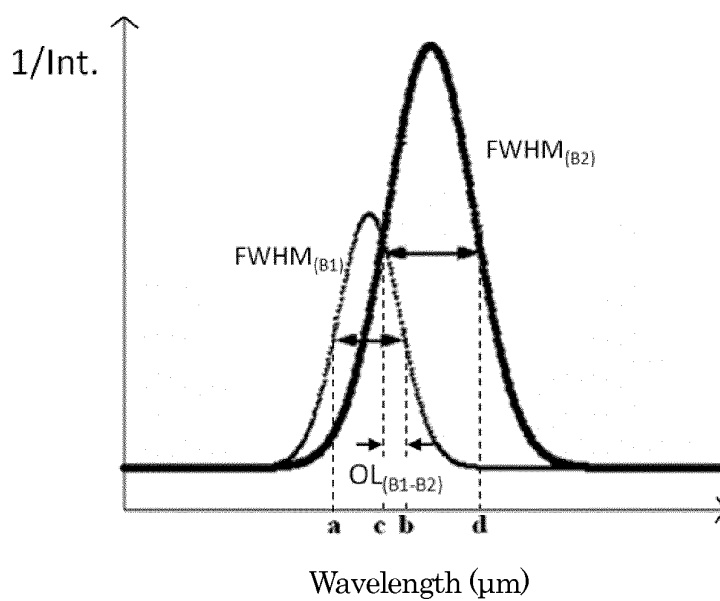 1/Int.
FWHM(B2)
FWHM(B1)
OL(B1-B2)
a c b d
Wavelength (µm)